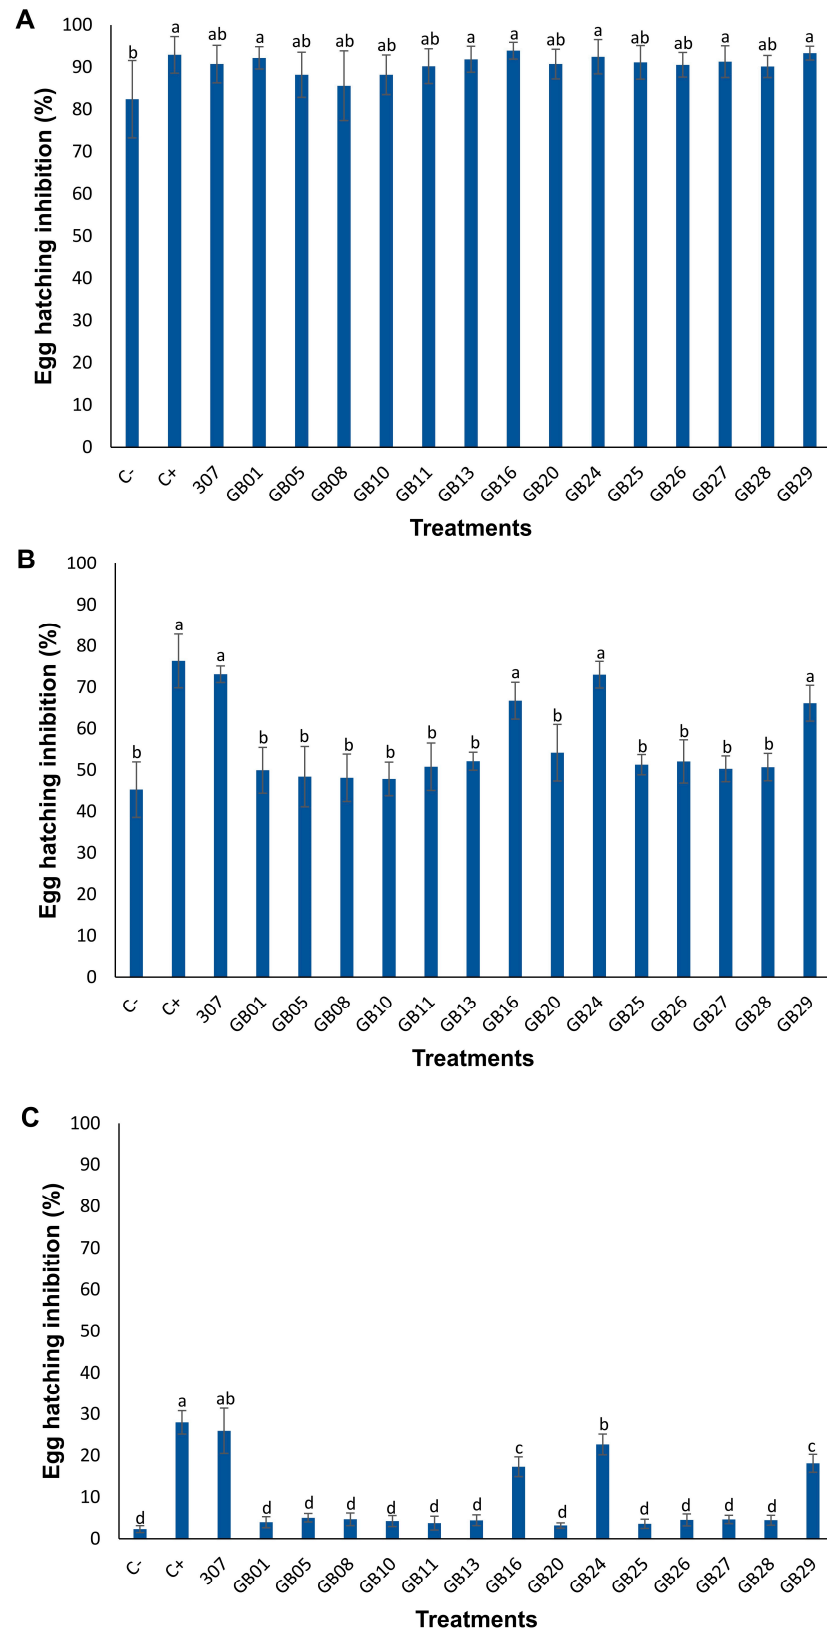 A
Egg hatching inhibition (%)
100
90
80
70
60
50
40
30
20
10
0
b a ab a ab ab ab ab a a ab a ab ab a ab a
C- C+ 307 GB01 GB05 GB08 GB10 GB11 GB13 GB16 GB20 GB24 GB25 GB26 GB27 GB28 GB29
Treatments
B
Egg hatching inhibition (%)
100
90
80
70
60
50
40
30
20
10
0
b a a b b b b b b a b a b b b b a
C- C+ 307 GB01 GB05 GB08 GB10 GB11 GB13 GB16 GB20 GB24 GB25 GB26 GB27 GB28 GB29
Treatments
C
Egg hatching inhibition (%)
100
90
80
70
60
50
40
30
20
10
0
d a ab d d d d d d c d b d d d d c
C- C+ 307 GB01 GB05 GB08 GB10 GB11 GB13 GB16 GB20 GB24 GB25 GB26 GB27 GB28 GB29
Treatments